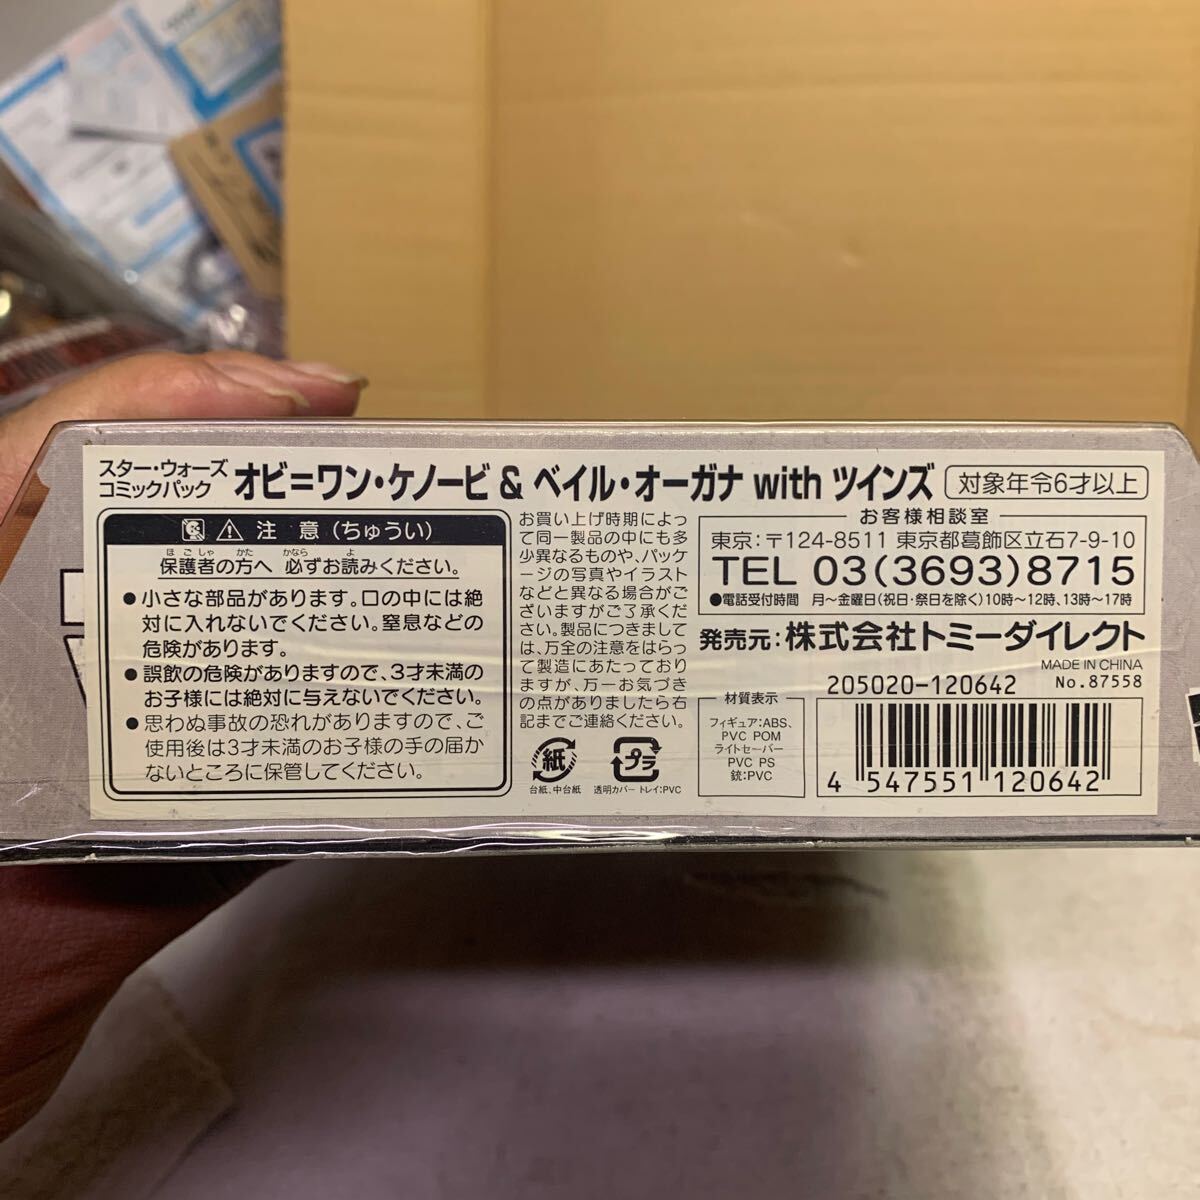 スター・ウォーズ
コミックパック
オビ=ワン・ケノービ & ベイル・オーガナ with ツインズ
対象年令6才以上
注 意 (ちゅうい)
ほごしゃ かた かなら よ
保護者の方へ 必ずお読みください。
●小さな部品があります。口の中には絶
対に入れないでください。窒息などの
危険があります。
●誤飲の危険がありますので、3才未満の
お子様には絶対に与えないでください。
●思わぬ事故の恐れがありますので、ご
使用後は3才未満のお子様の手の届か
ないところに保管してください。
お買い上げ時期によっ
て同一製品の中にも多
少異なるものや、パッケ
ージの写真やイラスト
などと異なる場合がご
ざいますがご了承くだ
さい。製品につきまして
は、万全の注意をはらっ
て製造にあたっており
ますが、万一お気づき
の点がありましたら右
記までご連絡ください。
紙
台紙、中台紙
プラ
透明カバー トレイ:PVC
お客様相談室
東京:〒124-8511 東京都葛飾区立石7-9-10
TEL 03(3693)8715
●電話受付時間 月〜金曜日(祝日・祭日を除く)10時〜12時、13時〜17時
発売元:株式会社トミーダイレクト
MADE IN CHINA
205020-120642 No.87558
材質表示
フィギュア:ABS、
PVC POM
ライトセーバー
PVC PS
銃:PVC
4 547551 120642